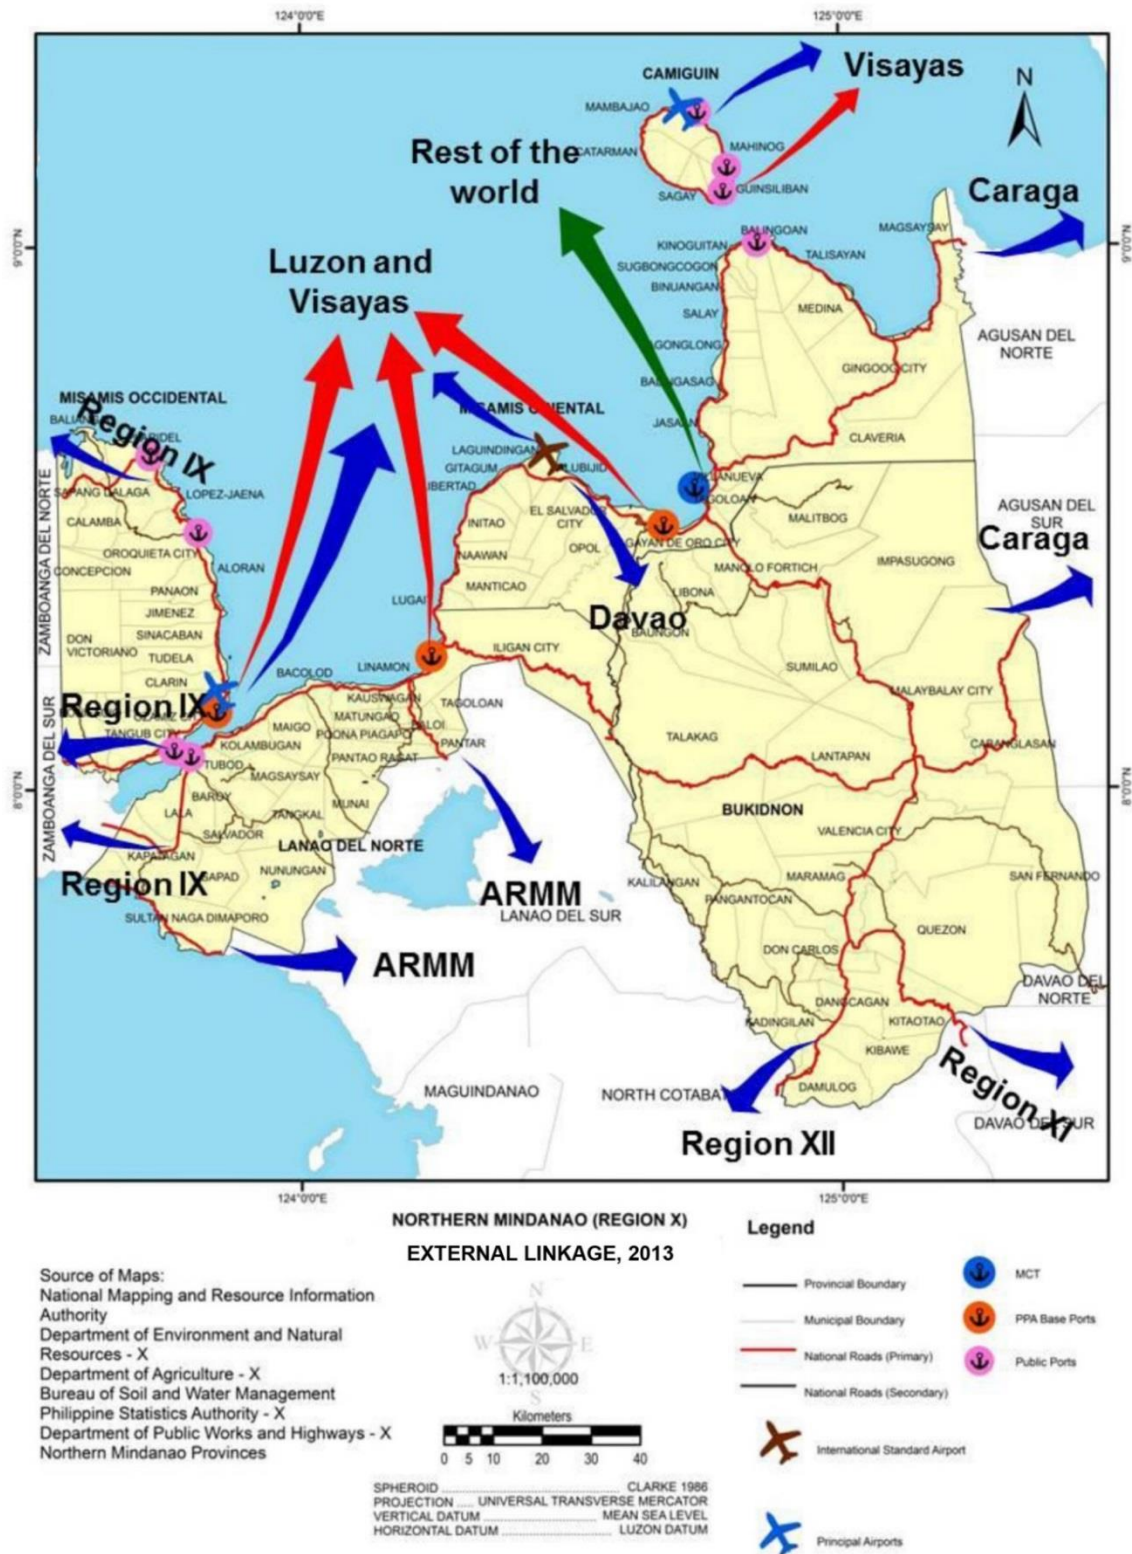 124°0'0"E
125°0'0"E
CAMIGUIN
Visayas
N
MAMBAJAO
CATARMAN
MAHINOG
SAGAY
GUINSILIBAN
Rest of the
world
Caraga
9°0'0"N
BALINGOAN
MAGSAYSAY
KINOGUITAN
TALISAYAN
SUGBONGCOGON
BINUANGAN
Luzon and
Visayas
SALAY
MEDINA
AGUSAN DEL
NORTE
GINGOOG CITY
MISAMIS OCCIDENTAL
Region IX
JASAAN
CLAVERIA
LAGUINDINGAN
GITAGUM
ALUBIJID
LIBERTAD
SAPANG DALAGA
LOPEZ-JAENA
CALAMBA
OROQUIETA CITY
ALORAN
CONCEPCION
ZAMBOANGA DEL NORTE
INITAO
EL SALVADOR
CITY
OPOL
NAAWAN
MANTICAO
MALITBOG
AGUSAN DEL
SUR
Caraga
IMPASUGONG
MANOLO FORTICH
LIBONA
PANAON
JIMENEZ
SINACABAN
DON
VICTORIANO
TUDELA
CLARIN
LUGAI
Davao
BAUNGON
ILIGAN CITY
SUMILAO
BACOLOD
LINAMON
MALAYBALAY CITY
Region IX
TANGUB CITY
KAUSWAGAN
TAGOLOAN
MATUNGAO
MAIGO
POONA PIAGAPO
KOLAMBUGAN
PANTAR
PANTAO RAGAT
TUBOD
MAGSAYSAY
TALAKAG
LANTAPAN
CABANGLASAN
ZAMBOANGA DEL SUR
8°0'0"N
8°0'0"N
BAROY
LALA
TANGKAL
MUNAI
SALVADOR
BUKIDNON
VALENCIA CITY
LANAO DEL NORTE
KAPATAGAN
Region IX
SAPAD
NUNUNGAN
KALILANGAN
MARAMAG
SAN FERNANDO
ARMM
PANGANTOCAN
LANAO DEL SUR
SULTAN NAGA DIMAPORO
QUEZON
ARMM
DON CARLOS
DAVAO DEL
NORTE
DANGCAGAN
KADINGILAN
KITAOTAO
KIBAWE
MAGUINDANAO
NORTH COTABAT
DAMULOG
Region XI
DAVAO DEL SUR
Region XII
124°0'0"E
125°0'0"E
NORTHERN MINDANAO (REGION X)
EXTERNAL LINKAGE, 2013
Source of Maps:
National Mapping and Resource Information
Authority
Department of Environment and Natural
Resources - X
Department of Agriculture - X
Bureau of Soil and Water Management
Philippine Statistics Authority - X
Department of Public Works and Highways - X
Northern Mindanao Provinces
N
W E
S
1:1,100,000
Kilometers
0 5 10 20 30 40
SPHEROID CLARKE 1986
PROJECTION UNIVERSAL TRANSVERSE MERCATOR
VERTICAL DATUM MEAN SEA LEVEL
HORIZONTAL DATUM LUZON DATUM
Legend
Provincial Boundary
Municipal Boundary
National Roads (Primary)
National Roads (Secondary)
MCT
PPA Base Ports
Public Ports
International Standard Airport
Principal Airports